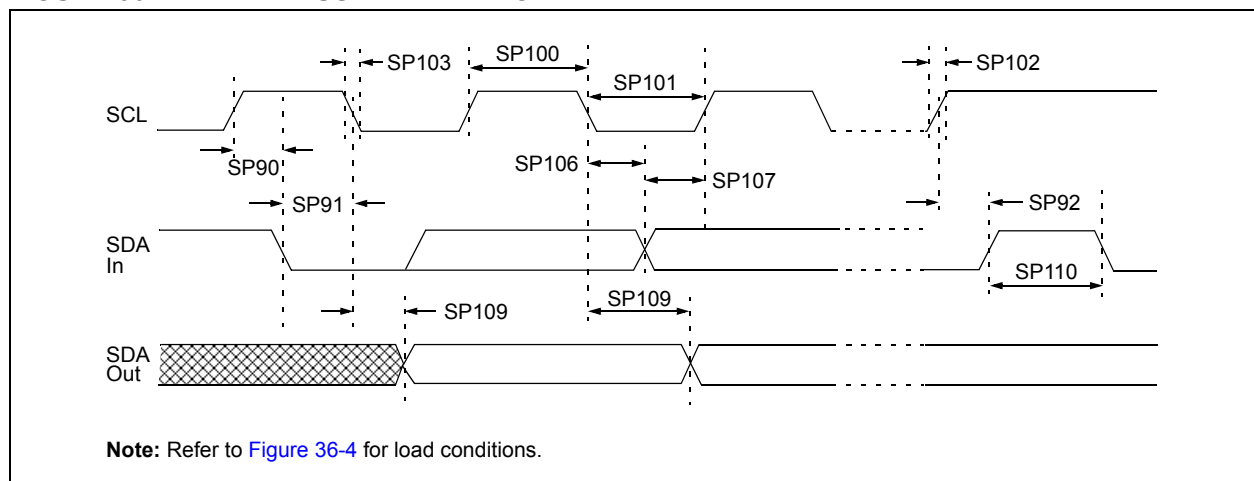 SP103
SP100
SP101
SP102
SCL
SP90
SP106
SP107
SP91
SP92
SDA
In
SP110
SP109
SP109
SDA
Out
Note: Refer to Figure 36-4 for load conditions.